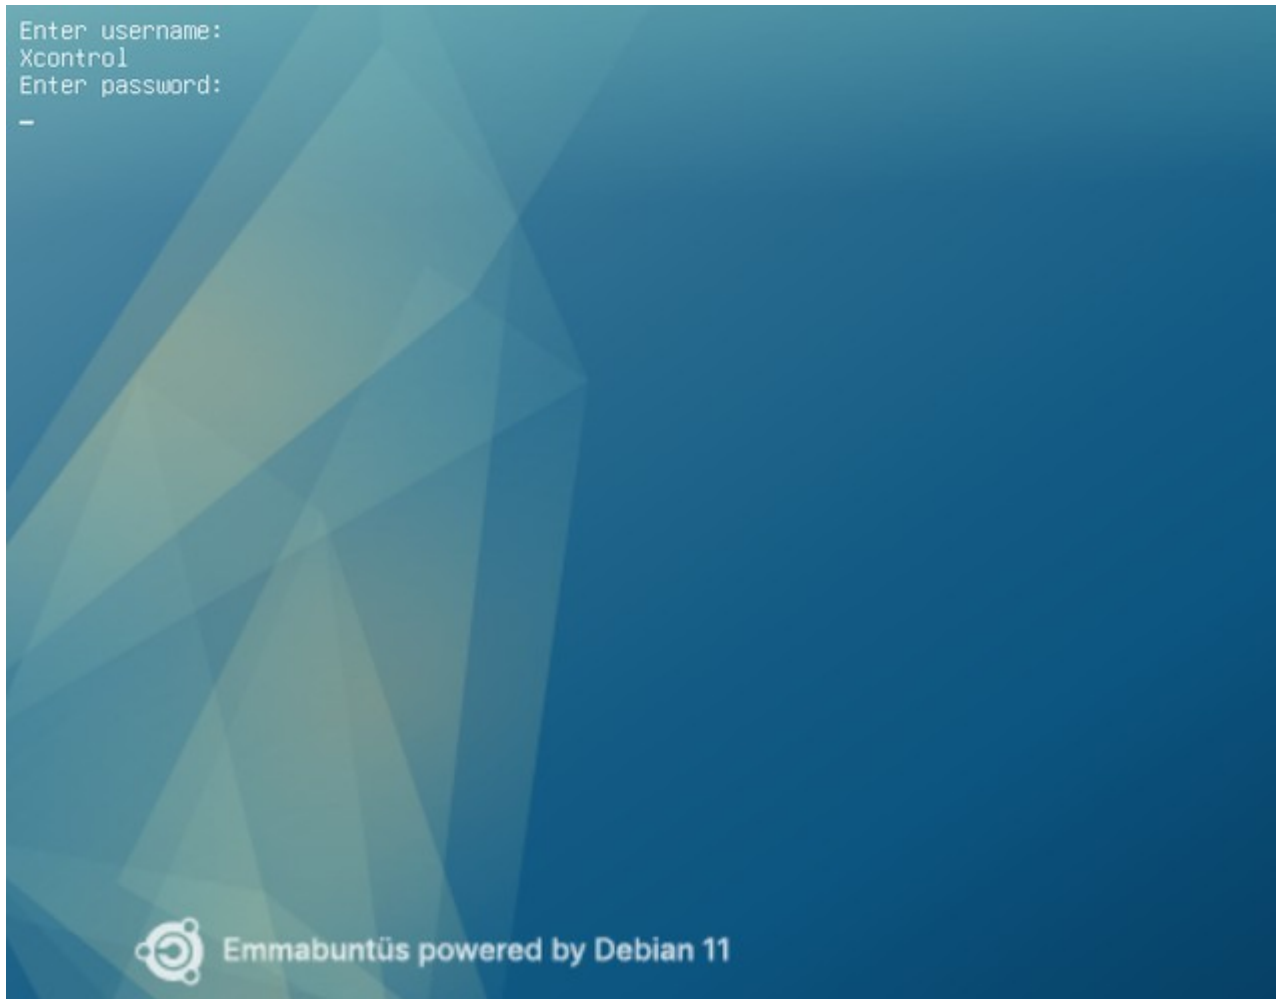 Enter username:
Xcontrol
Enter password:
_
Emmabuntüs powered by Debian 11